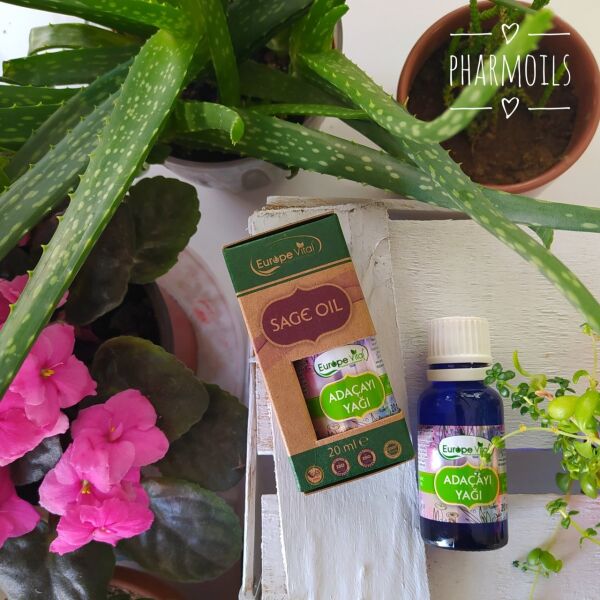 PHARMOILS
Europe Vital
SAGE OIL
Europe Vital
ADAÇAYI
YAĞI
20 ml e
Europe Vital
ADAÇAYI
YAĞI